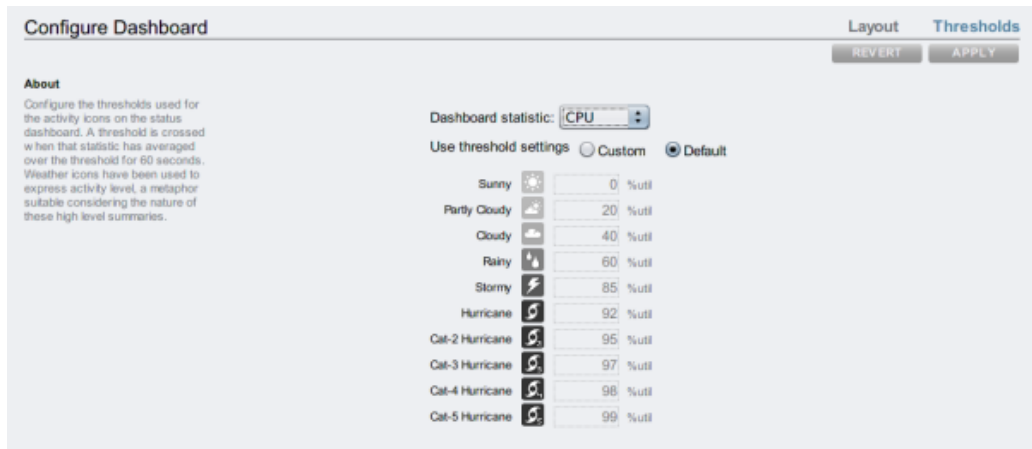 Configure Dashboard
Layout Thresholds
REVERT APPLY
About
Configure the thresholds used for
the activity icons on the status
dashboard. A threshold is crossed
when that statistic has averaged
over the threshold for 60 seconds.
Weather icons have been used to
express activity level, a metaphor
suitable considering the nature of
these high level summaries.
Dashboard statistic: CPU
Use threshold settings Custom Default
Sunny 0 %util
Partly Cloudy 20 %util
Cloudy 40 %util
Rainy 60 %util
Stormy 85 %util
Hurricane 92 %util
Cat-2 Hurricane 95 %util
Cat-3 Hurricane 97 %util
Cat-4 Hurricane 98 %util
Cat-5 Hurricane 99 %util